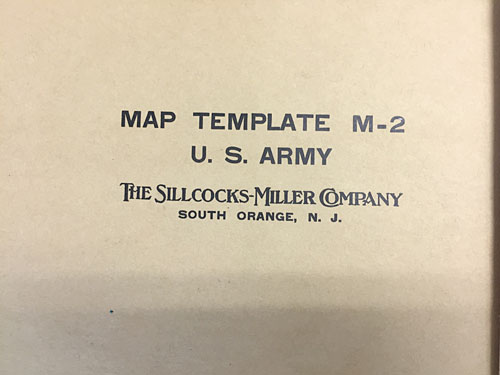 MAP TEMPLATE M-2
U. S. ARMY
THE SILLCOCKS-MILLER COMPANY
SOUTH ORANGE, N. J.